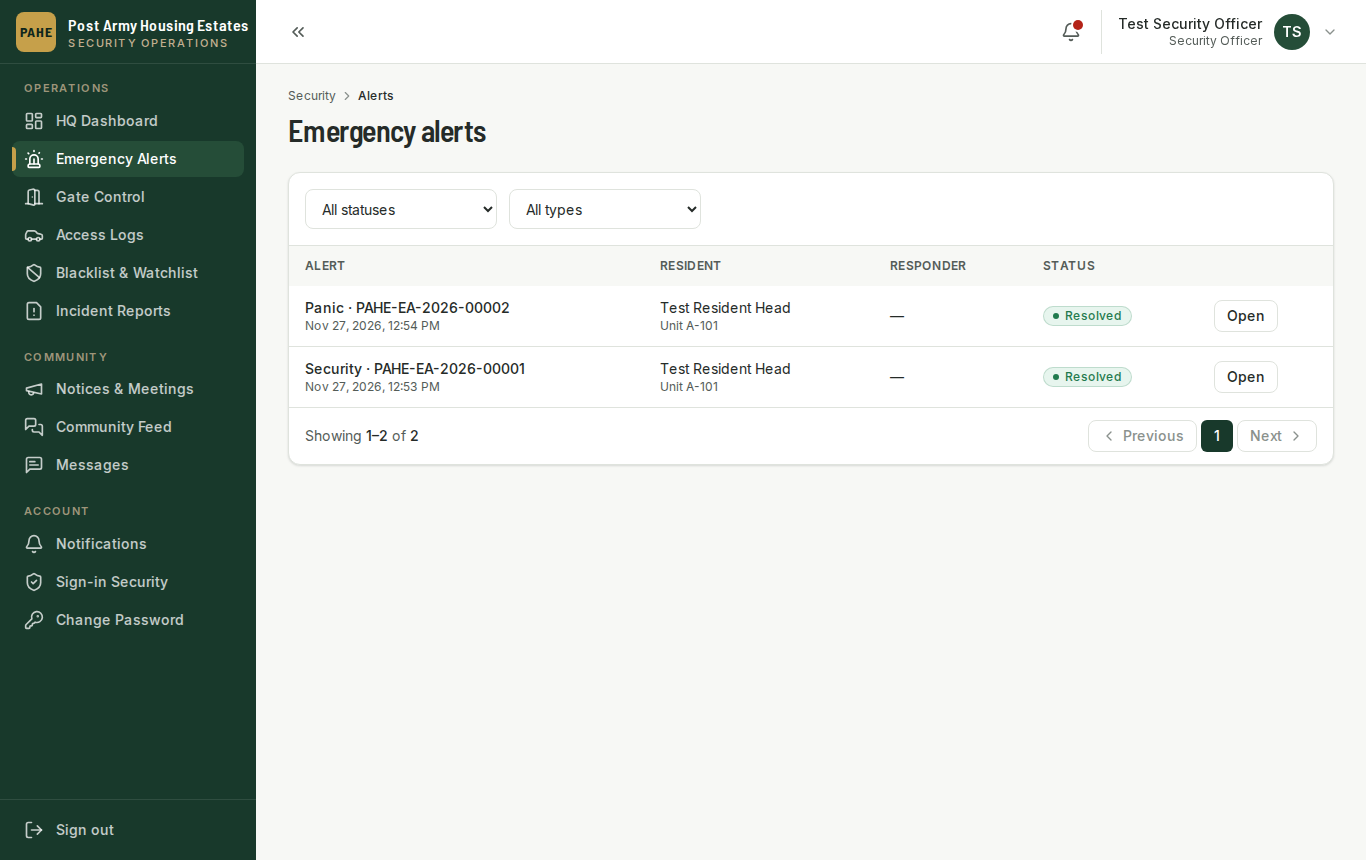 PAHE
Post Army Housing Estates
SECURITY OPERATIONS
OPERATIONS
HQ Dashboard
Emergency Alerts
Gate Control
Access Logs
Blacklist & Watchlist
Incident Reports
COMMUNITY
Notices & Meetings
Community Feed
Messages
ACCOUNT
Notifications
Sign-in Security
Change Password
Sign out
Test Security Officer
Security Officer
TS
Security > Alerts
Emergency alerts
All statuses All types
ALERT RESIDENT RESPONDER STATUS
Panic · PAHE-EA-2026-00002 Test Resident Head — Resolved Open
Nov 27, 2026, 12:54 PM Unit A-101
Security · PAHE-EA-2026-00001 Test Resident Head — Resolved Open
Nov 27, 2026, 12:53 PM Unit A-101
Showing 1–2 of 2 Previous 1 Next